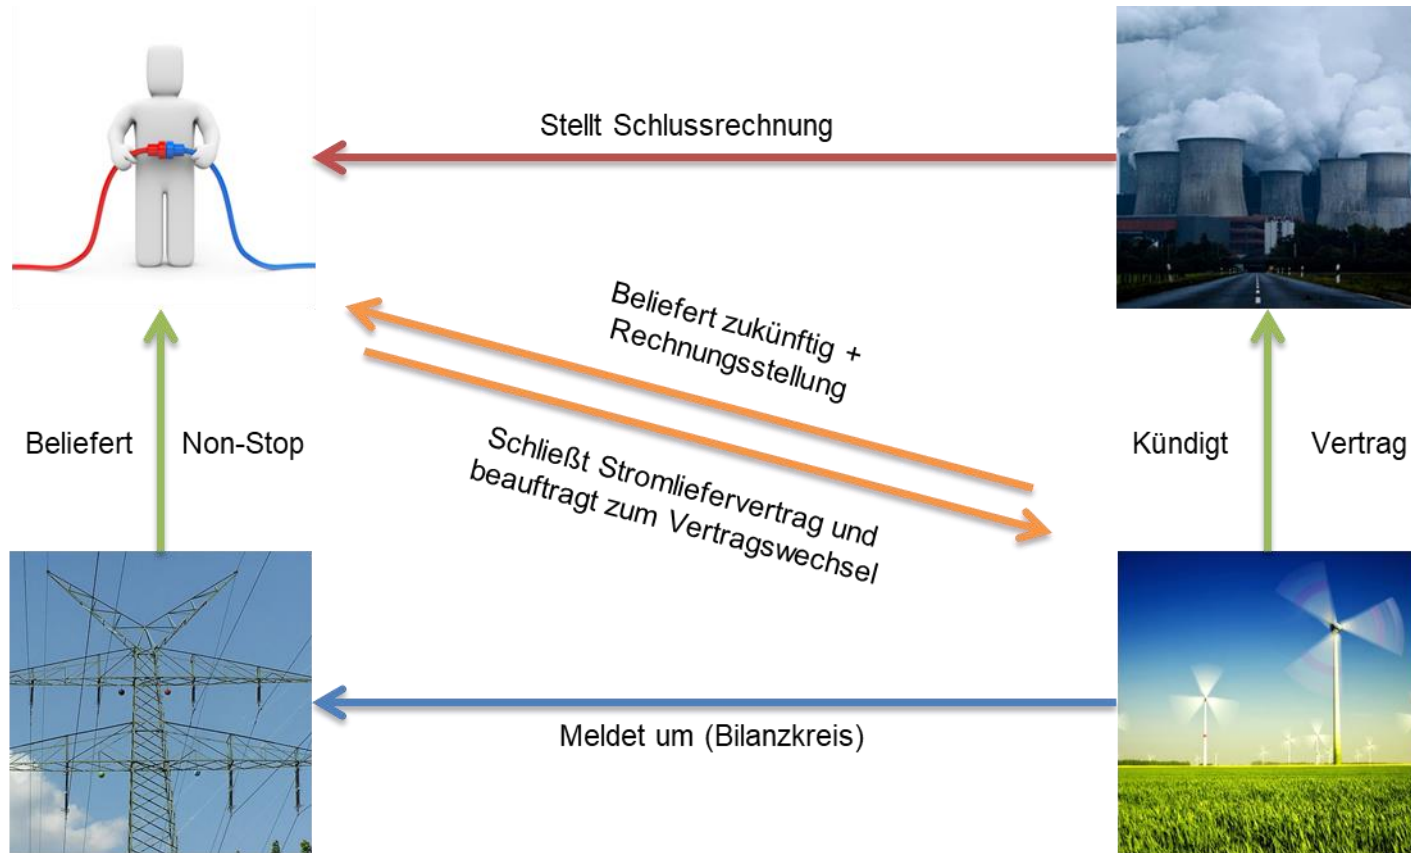 Stellt Schlussrechnung
Beliefert zukünftig +
Rechnungsstellung
Beliefert Non-Stop
Kündigt Vertrag
Schließt Stromliefervertrag und
beauftragt zum Vertragswechsel
Meldet um (Bilanzkreis)